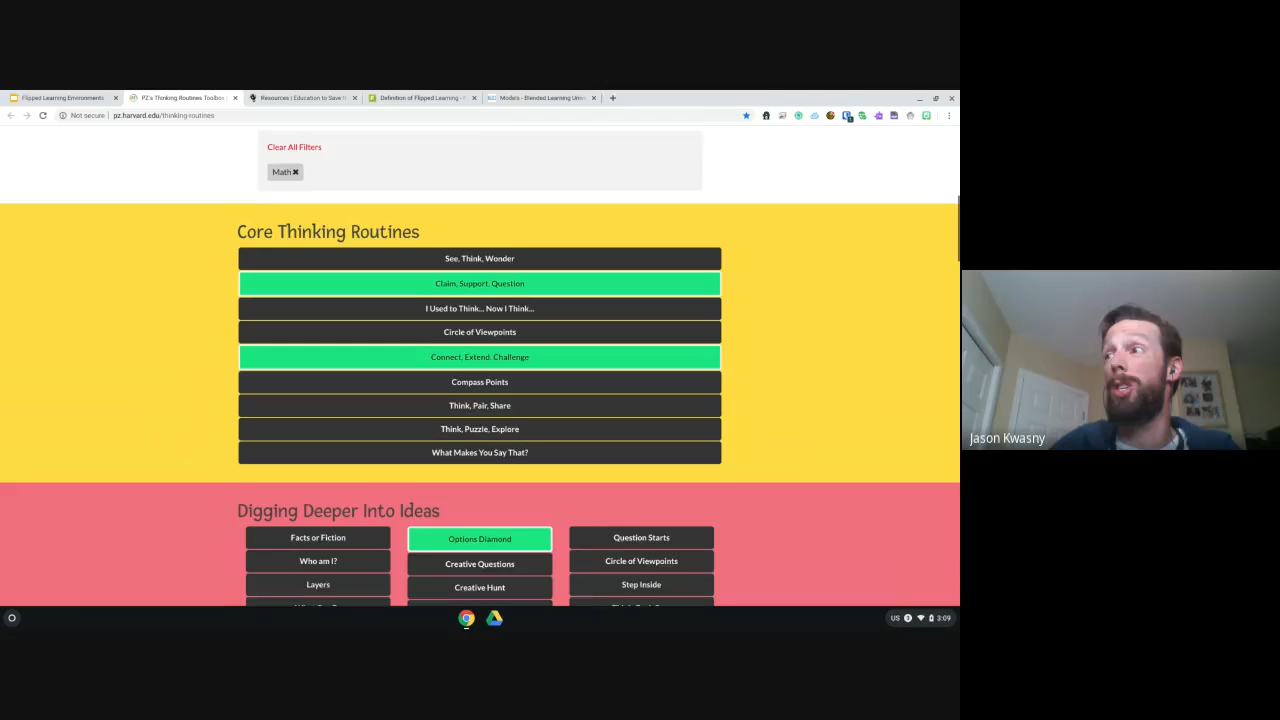 Flipped Learning Environments
PZ's Thinking Routines Toolbox
Resources | Education to Save
Definition of Flipped Learning -
Models - Blended Learning Univ
Not secure | pz.harvard.edu/thinking-routines
Clear All Filters
Math ✖
Core Thinking Routines
See, Think, Wonder
Claim, Support, Question
I Used to Think... Now I Think...
Circle of Viewpoints
Connect, Extend, Challenge
Compass Points
Think, Pair, Share
Think, Puzzle, Explore
What Makes You Say That?
Jason Kwasny
Digging Deeper Into Ideas
Facts or Fiction
Options Diamond
Question Starts
Who am I?
Creative Questions
Circle of Viewpoints
Layers
Creative Hunt
Step Inside
US
3:09